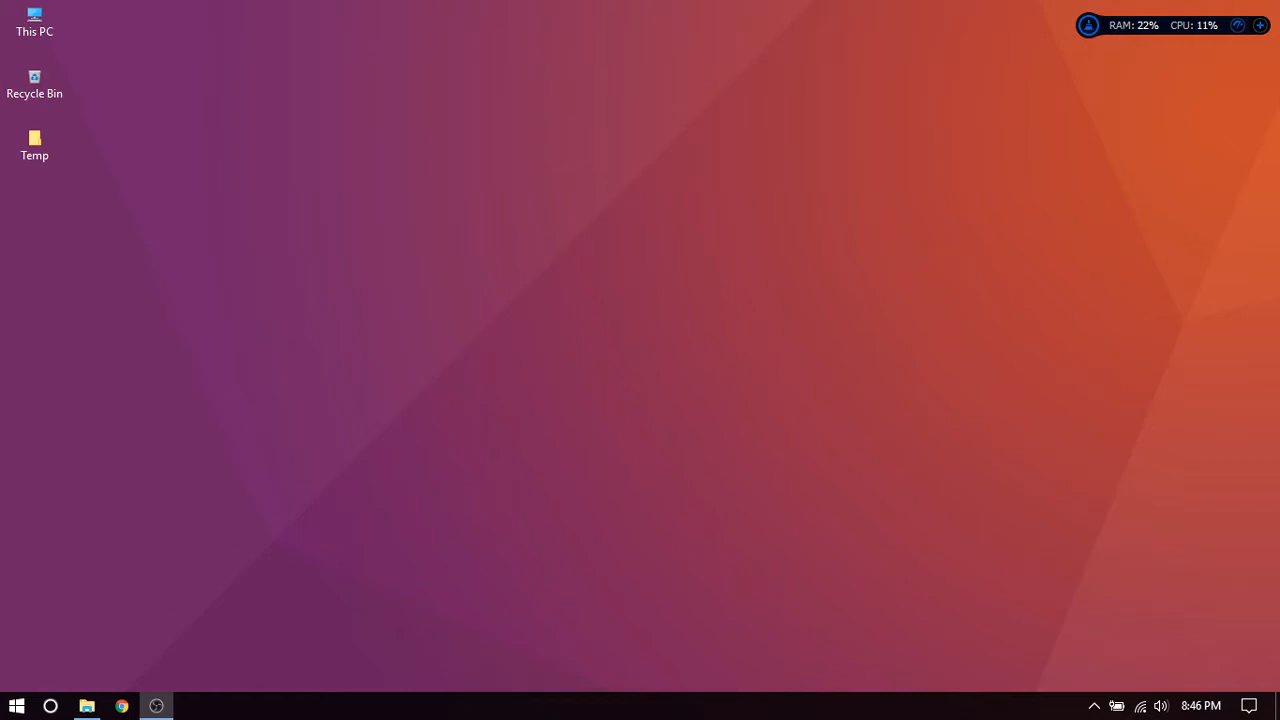 This PC
RAM: 22% CPU: 11%
Recycle Bin
Temp
8:46 PM